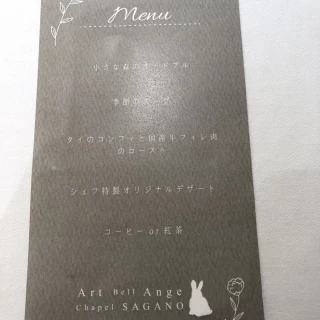 Menu
小さな森のオードブル
季節のスープ
タイのコンフィと国産牛フィレ肉
のロースト
シェフ特製オリジナルデザート
コーヒー or 紅茶
Art Bell Ange
Chapel SAGANO